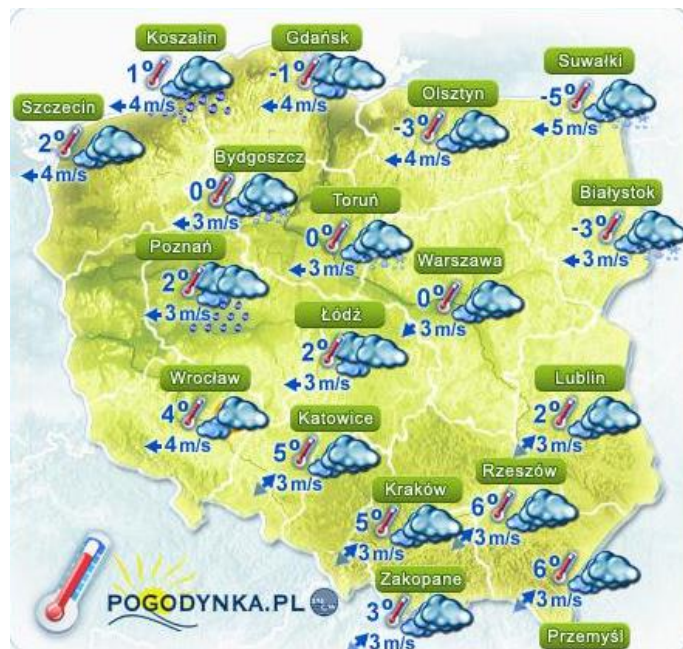 Koszalin
1°
4 m/s
Gdańsk
-1°
4 m/s
Suwałki
-5°
5 m/s
Szczecin
2°
4 m/s
Olsztyn
-3°
4 m/s
Bydgoszcz
0°
3 m/s
Toruń
0°
3 m/s
Białystok
-3°
3 m/s
Poznań
2°
3 m/s
Warszawa
0°
3 m/s
Łódź
2°
3 m/s
Wrocław
4°
4 m/s
Katowice
5°
3 m/s
Lublin
2°
3 m/s
Kraków
5°
3 m/s
Rzeszów
6°
3 m/s
Zakopane
3°
3 m/s
6°
3 m/s
Przemyśl
POGODYNKA.PL